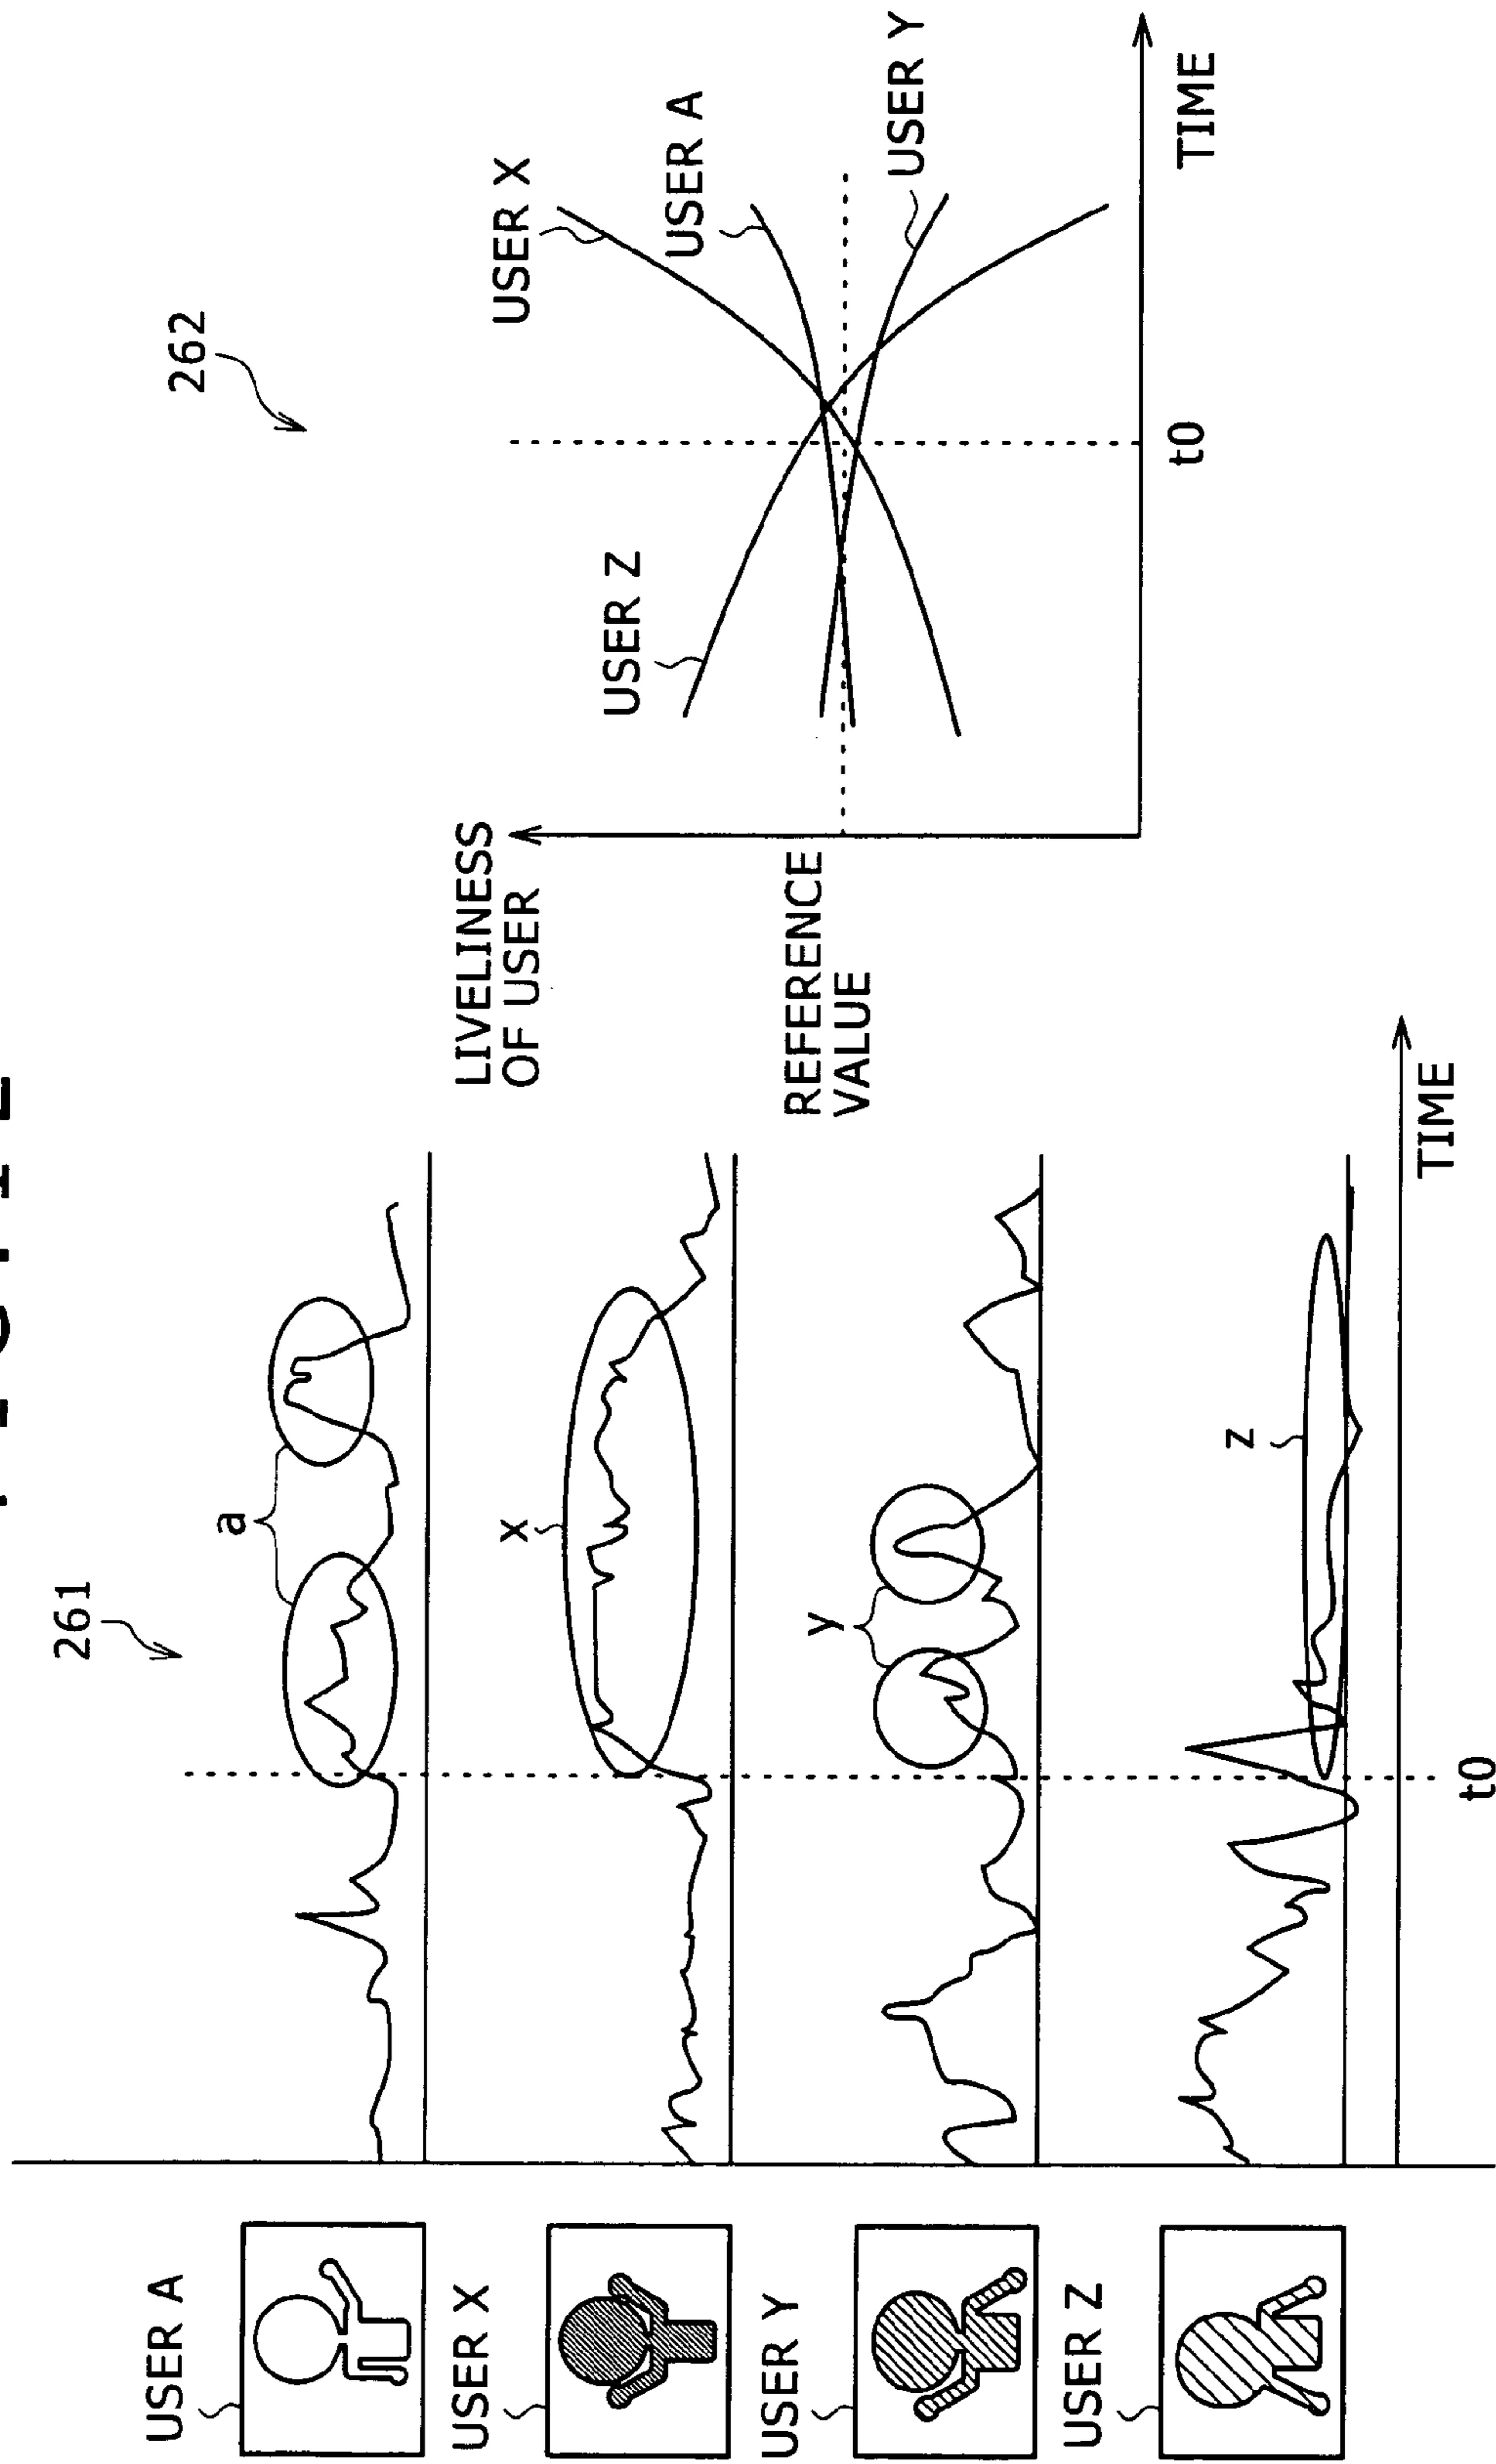 261
USER A
a
USER X
x
USER Y
y
USER Z
z
t0
TIME
262
LIVELINESS
OF USER
REFERENCE
VALUE
USER Z
USER X
USER A
USER Y
t0
TIME